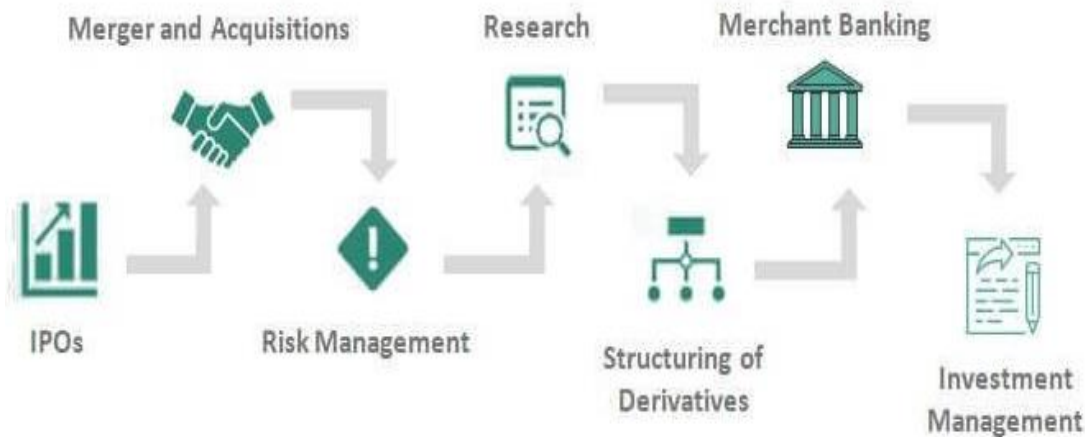 Merger and Acquisitions
Research
Merchant Banking
IPOs
Risk Management
Structuring of
Derivatives
Investment
Management